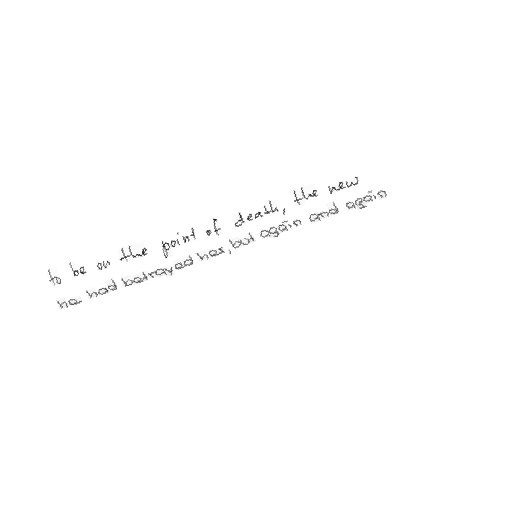 to be on the point of death, the new
he had betrayed her, but again and again